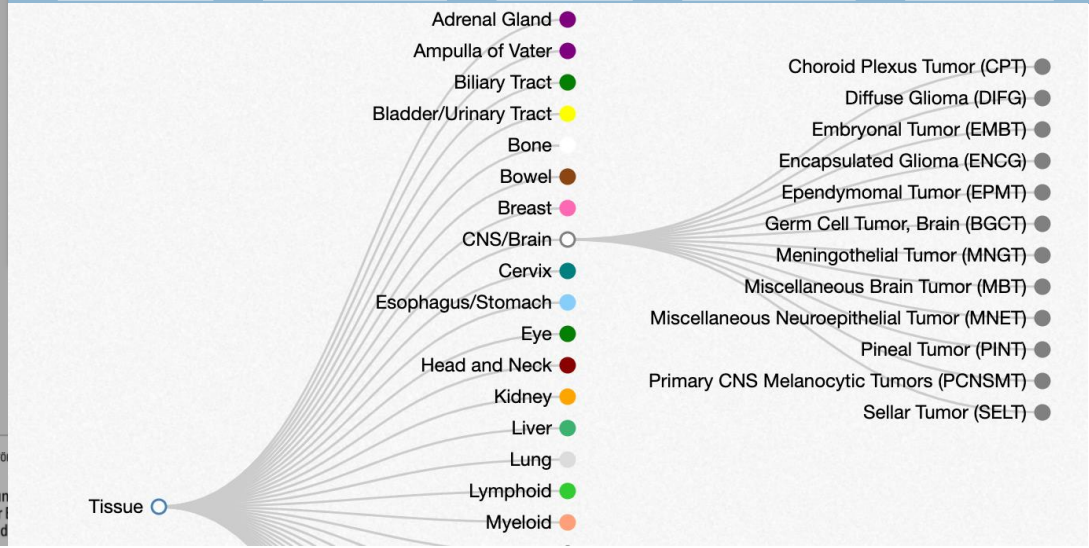 Adrenal Gland
Ampulla of Vater
Biliary Tract
Bladder/Urinary Tract
Bone
Bowel
Breast
CNS/Brain
Cervix
Esophagus/Stomach
Eye
Head and Neck
Kidney
Liver
Lung
Lymphoid
Myeloid
Tissue
Choroid Plexus Tumor (CPT)
Diffuse Glioma (DIFG)
Embryonal Tumor (EMBT)
Encapsulated Glioma (ENCG)
Ependymomal Tumor (EPMT)
Germ Cell Tumor, Brain (BGCT)
Meningothelial Tumor (MNGT)
Miscellaneous Brain Tumor (MBT)
Miscellaneous Neuroepithelial Tumor (MNET)
Pineal Tumor (PINT)
Primary CNS Melanocytic Tumors (PCNSMT)
Sellar Tumor (SELT)